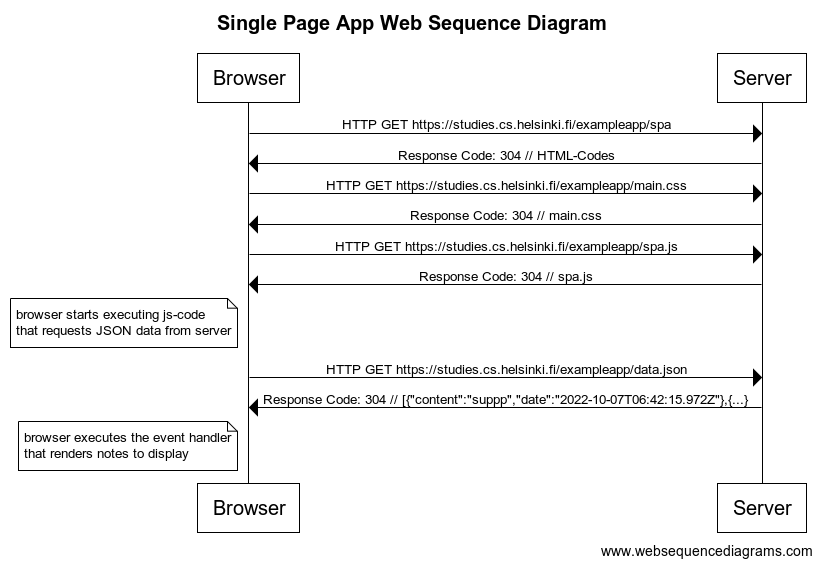 Single Page App Web Sequence Diagram
Browser
Server
HTTP GET https://studies.cs.helsinki.fi/exampleapp/spa
Response Code: 304 // HTML-Codes
HTTP GET https://studies.cs.helsinki.fi/exampleapp/main.css
Response Code: 304 // main.css
HTTP GET https://studies.cs.helsinki.fi/exampleapp/spa.js
Response Code: 304 // spa.js
browser starts executing js-code
that requests JSON data from server
HTTP GET https://studies.cs.helsinki.fi/exampleapp/data.json
Response Code: 304 // [{"content":"suppp","date":"2022-10-07T06:42:15.972Z"},{...}
browser executes the event handler
that renders notes to display
Browser
Server
www.websequencediagrams.com